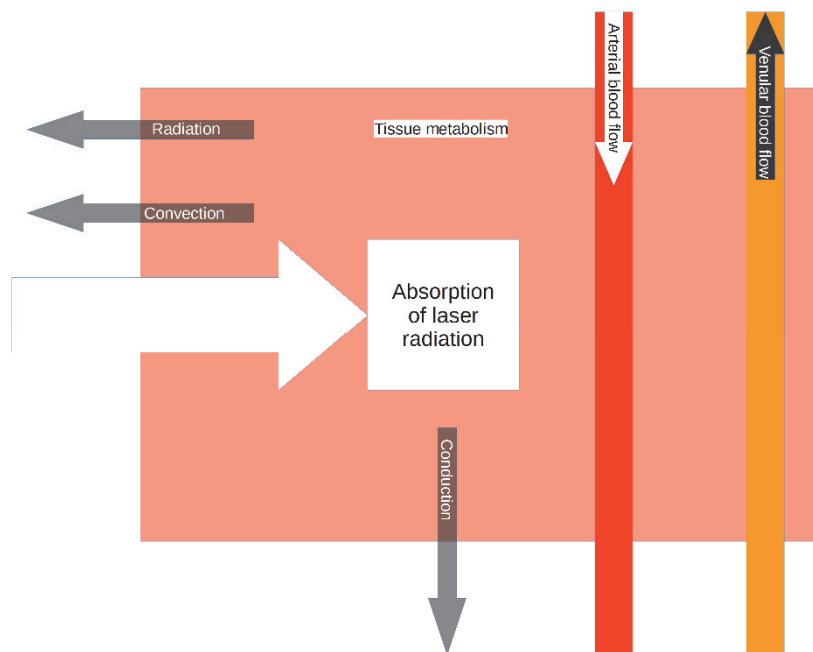 Arterial blood flow
Venular blood flow
Radiation
Tissue metabolism
Convection
Absorption
of laser
radiation
Conduction